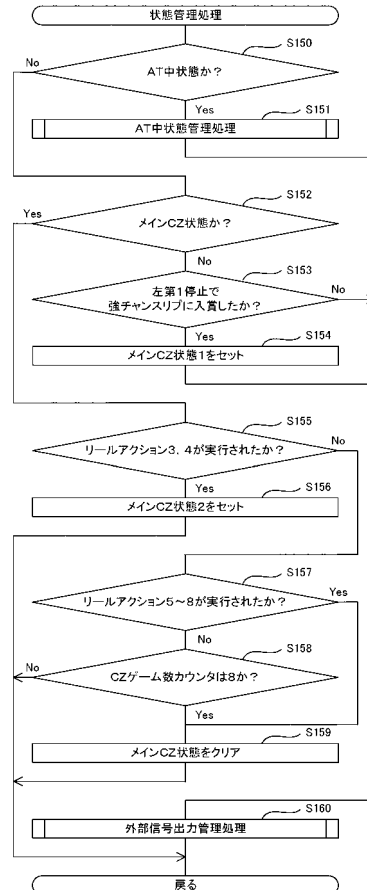 状態管理処理
S150
AT中状態か？
No
Yes
S151
AT中状態管理処理
S152
Yes
メインCZ状態か？
No
S153
左第1停止で
強チャンスリプに入賞したか？
No
Yes
S154
メインCZ状態1をセット
S155
リールアクション3，4が実行されたか？
No
Yes
S156
メインCZ状態2をセット
S157
リールアクション5～8が実行されたか？
Yes
No
S158
No
CZゲーム数カウンタは8か？
Yes
S159
メインCZ状態をクリア
S160
外部信号出力管理処理
戻る